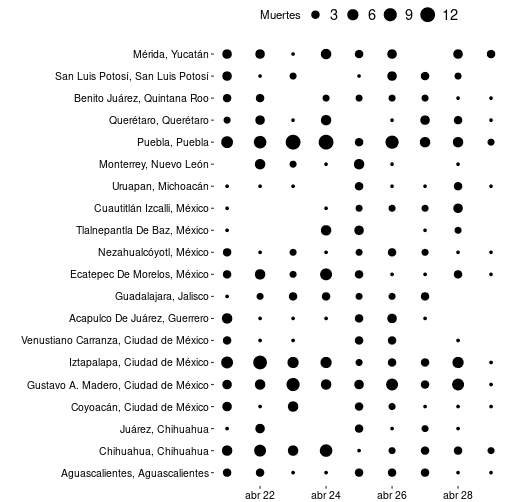 Muertes 3 6 9 12
Mérida, Yucatán
San Luis Potosí, San Luis Potosí
Benito Juárez, Quintana Roo
Querétaro, Querétaro
Puebla, Puebla
Monterrey, Nuevo León
Uruapan, Michoacán
Cuautitlán Izcalli, México
Tlalnepantla De Baz, México
Nezahualcóyotl, México
Ecatepec De Morelos, México
Guadalajara, Jalisco
Acapulco De Juárez, Guerrero
Venustiano Carranza, Ciudad de México
Iztapalapa, Ciudad de México
Gustavo A. Madero, Ciudad de México
Coyoacán, Ciudad de México
Juárez, Chihuahua
Chihuahua, Chihuahua
Aguascalientes, Aguascalientes
abr 22 abr 24 abr 26 abr 28